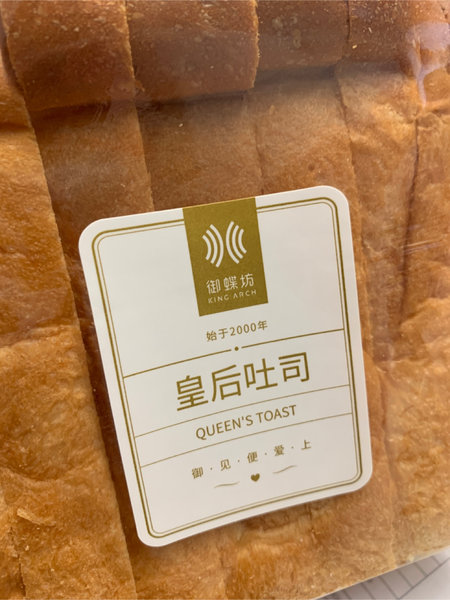 御蝶坊
KING ARCH
始于2000年
皇后吐司
QUEEN'S TOAST
御·见·便·爱·上